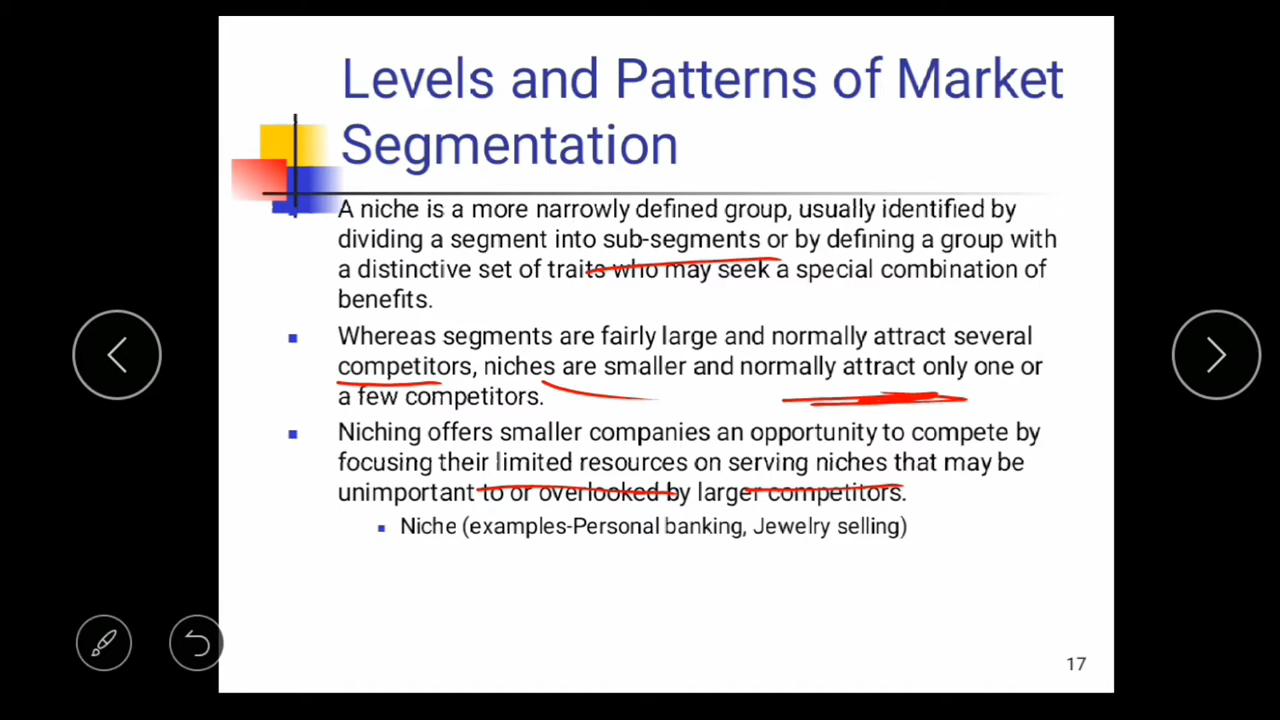 Levels and Patterns of Market
Segmentation
A niche is a more narrowly defined group, usually identified by
dividing a segment into sub-segments or by defining a group with
a distinctive set of traits who may seek a special combination of
benefits.
Whereas segments are fairly large and normally attract several
competitors, niches are smaller and normally attract only one or
a few competitors.
Niching offers smaller companies an opportunity to compete by
focusing their limited resources on serving niches that may be
unimportant to or overlooked by larger competitors.
Niche (examples-Personal banking, Jewelry selling)
17